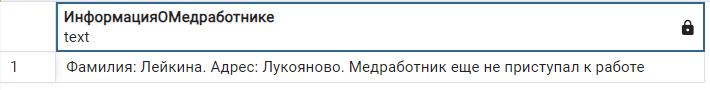 ИнформацияОМедработнике
text
1 Фамилия: Лейкина. Адрес: Лукояново. Медработник еще не приступал к работе